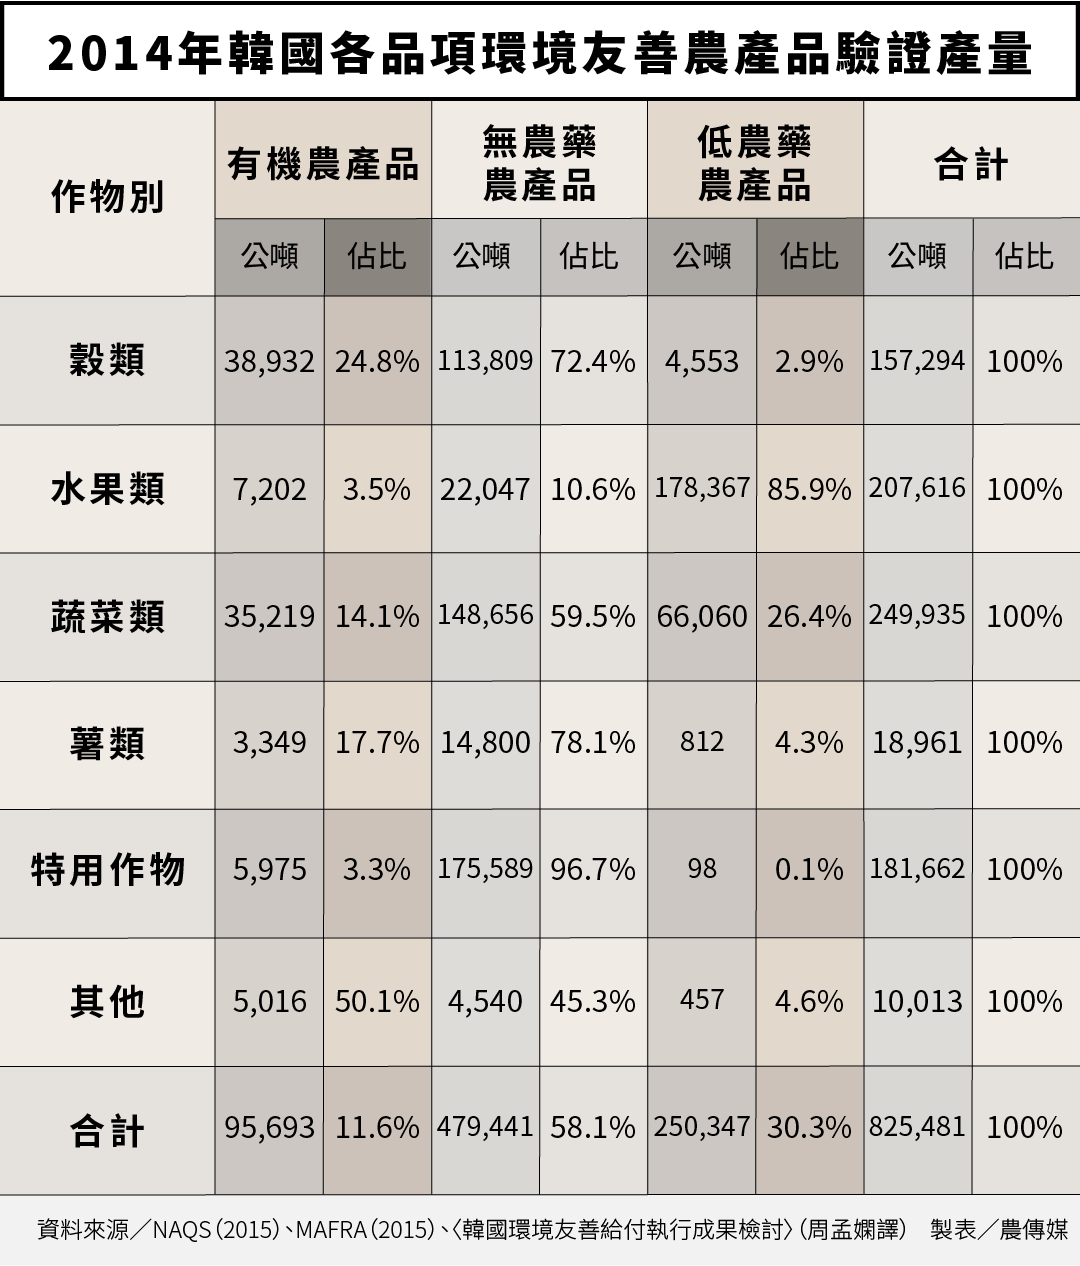 2014年韓國各品項環境友善農產品驗證產量
作物別 有機農產品 無農藥農產品 低農藥農產品 合計
公噸 佔比 公噸 佔比 公噸 佔比 公噸 佔比
穀類 38,932 24.8% 113,809 72.4% 4,553 2.9% 157,294 100%
水果類 7,202 3.5% 22,047 10.6% 178,367 85.9% 207,616 100%
蔬菜類 35,219 14.1% 148,656 59.5% 66,060 26.4% 249,935 100%
薯類 3,349 17.7% 14,800 78.1% 812 4.3% 18,961 100%
特用作物 5,975 3.3% 175,589 96.7% 98 0.1% 181,662 100%
其他 5,016 50.1% 4,540 45.3% 457 4.6% 10,013 100%
合計 95,693 11.6% 479,441 58.1% 250,347 30.3% 825,481 100%
資料來源／NAQS（2015）、MAFRA（2015）、〈韓國環境友善給付執行成果檢討〉（周孟嫻譯） 製表／農傳媒